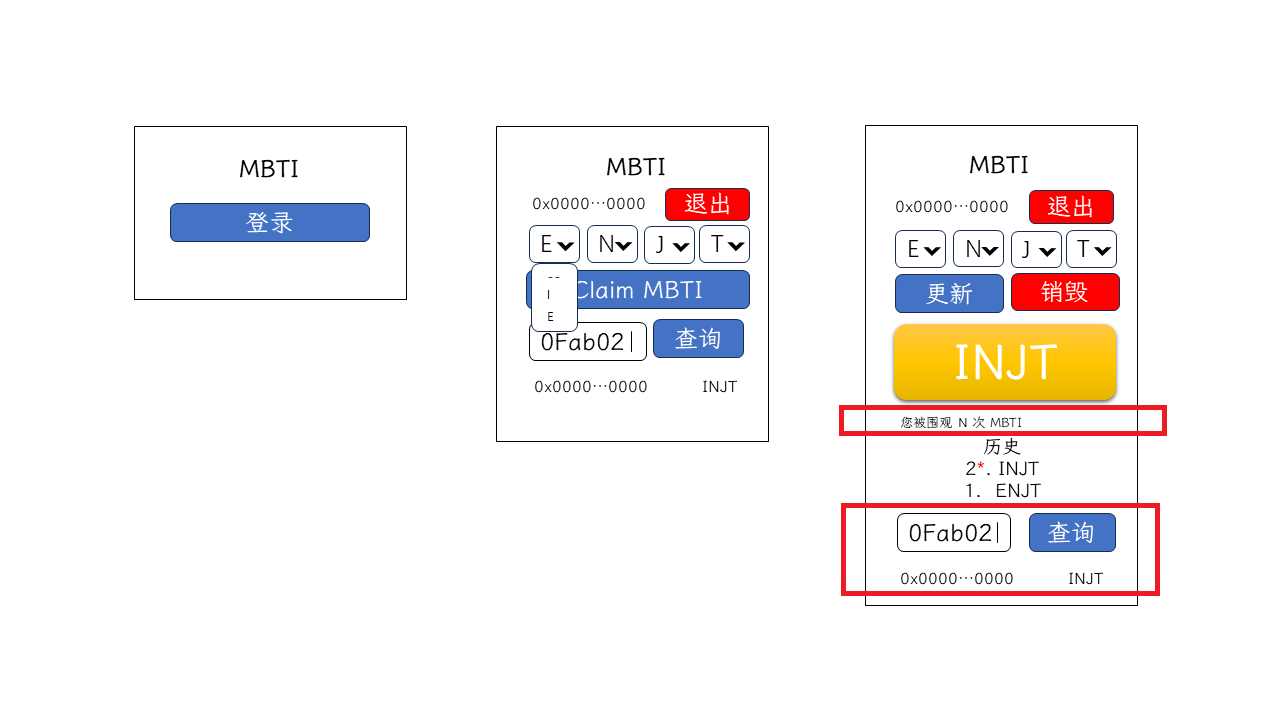 MBTI
登录
MBTI
0x0000…0000 退出
E N J T
--
I
E
Claim MBTI
0Fab02 查询
0x0000…0000 INJT
MBTI
0x0000…0000 退出
E N J T
更新 销毁
INJT
您被围观 N 次 MBTI
历史
2*. INJT
1. ENJT
0Fab02 查询
0x0000…0000 INJT